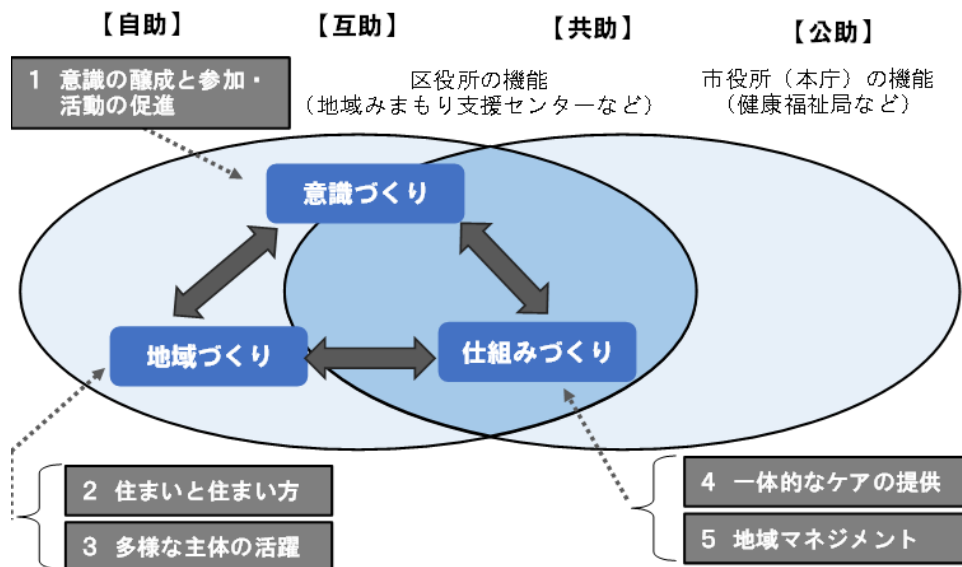 【自助】 【互助】 【共助】 【公助】
1 意識の醸成と参加・
活動の促進
区役所の機能
（地域みまもり支援センターなど）
市役所（本庁）の機能
（健康福祉局など）
意識づくり
地域づくり
仕組みづくり
2 住まいと住まい方
3 多様な主体の活躍
4 一体的なケアの提供
5 地域マネジメント